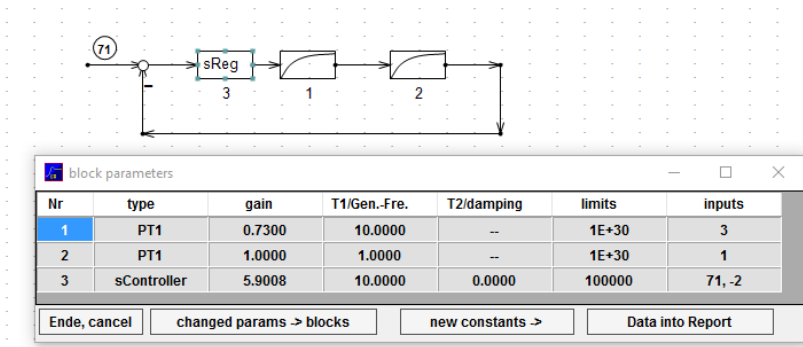 71
sReg
–
3 1 2
block parameters
Nr type gain T1/Gen.-Fre. T2/damping limits inputs
1 PT1 0.7300 10.0000 -- 1E+30 3
2 PT1 1.0000 1.0000 -- 1E+30 1
3 sController 5.9008 10.0000 0.0000 100000 71, -2
Ende, cancel changed params -> blocks new constants -> Data into Report